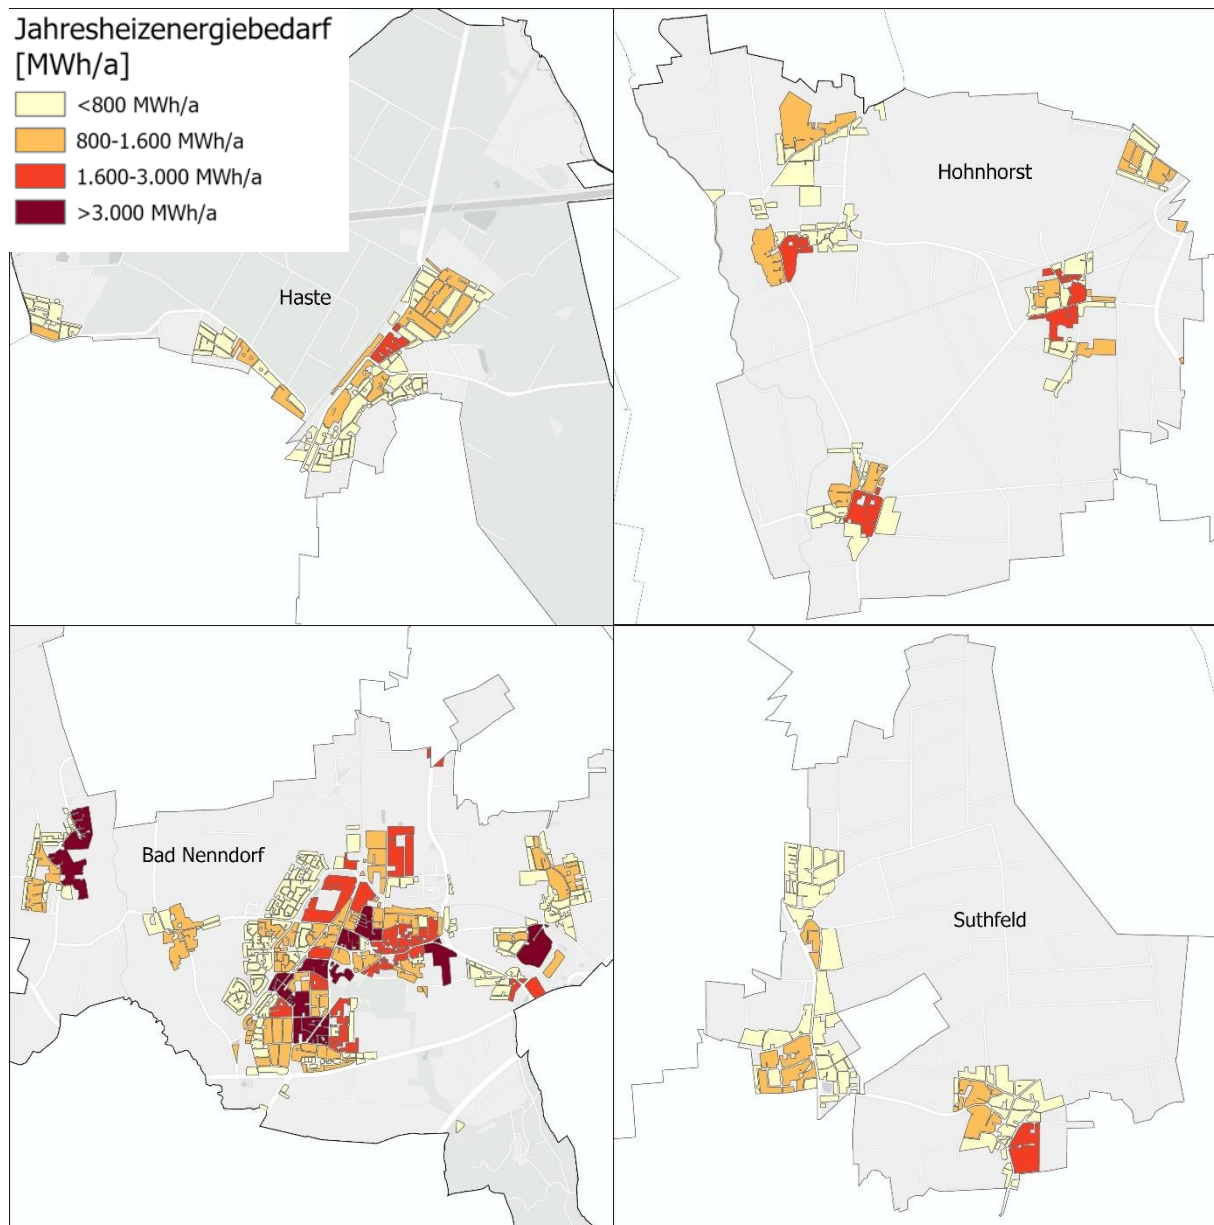 Jahresheizenergiebedarf
[MWh/a]
<800 MWh/a
800-1.600 MWh/a
1.600-3.000 MWh/a
>3.000 MWh/a
Haste
Hohnhorst
Bad Nenndorf
Suthfeld